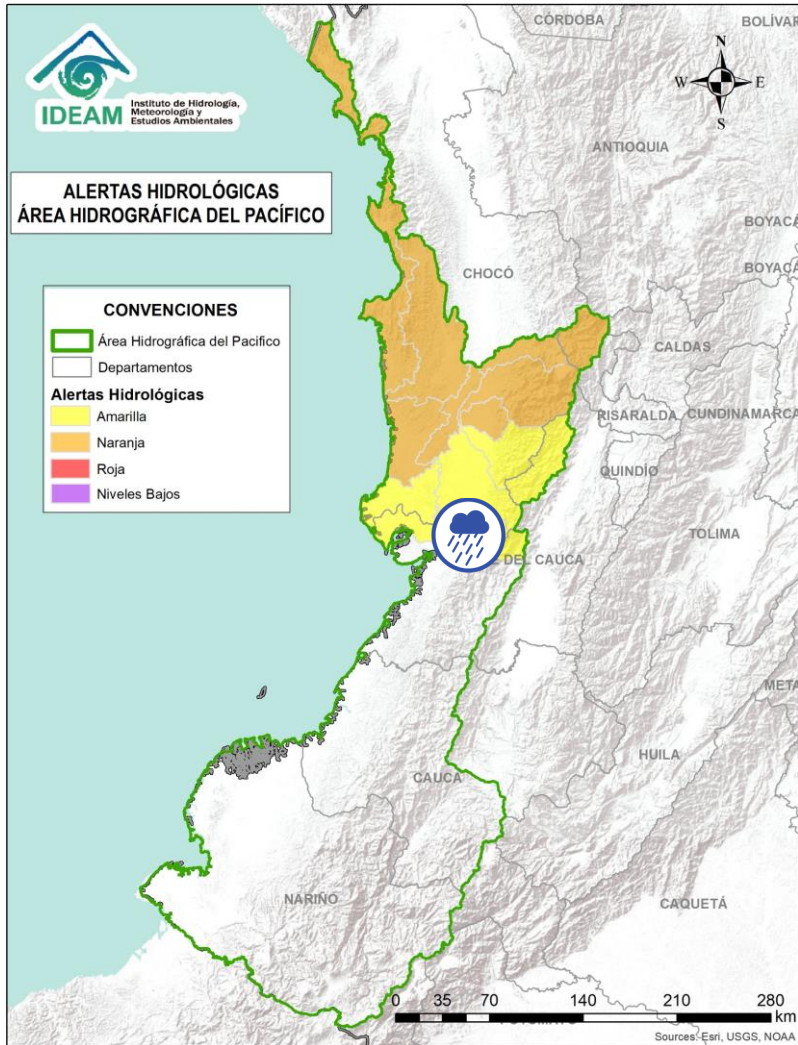 IDEAM
Instituto de Hidrología,
Meteorología y
Estudios Ambientales
ALERTAS HIDROLÓGICAS
ÁREA HIDROGRÁFICA DEL PACÍFICO
CONVENCIONES
Área Hidrográfica del Pacifico
Departamentos
Alertas Hidrológicas
Amarilla
Naranja
Roja
Niveles Bajos
N
W E
S
CÓRDOBA
BOLÍVAR
ANTIOQUIA
BOYACÁ
BOYACÁ
CHOCÓ
CALDAS
RISARALDA
CUNDINAMARCA
QUINDÍO
TOLIMA
DEL CAUCA
META
HUILA
CAUCA
NARIÑO
CAQUETÁ
0 35 70 140 210 280
km
Sources: Esri, USGS, NOAA